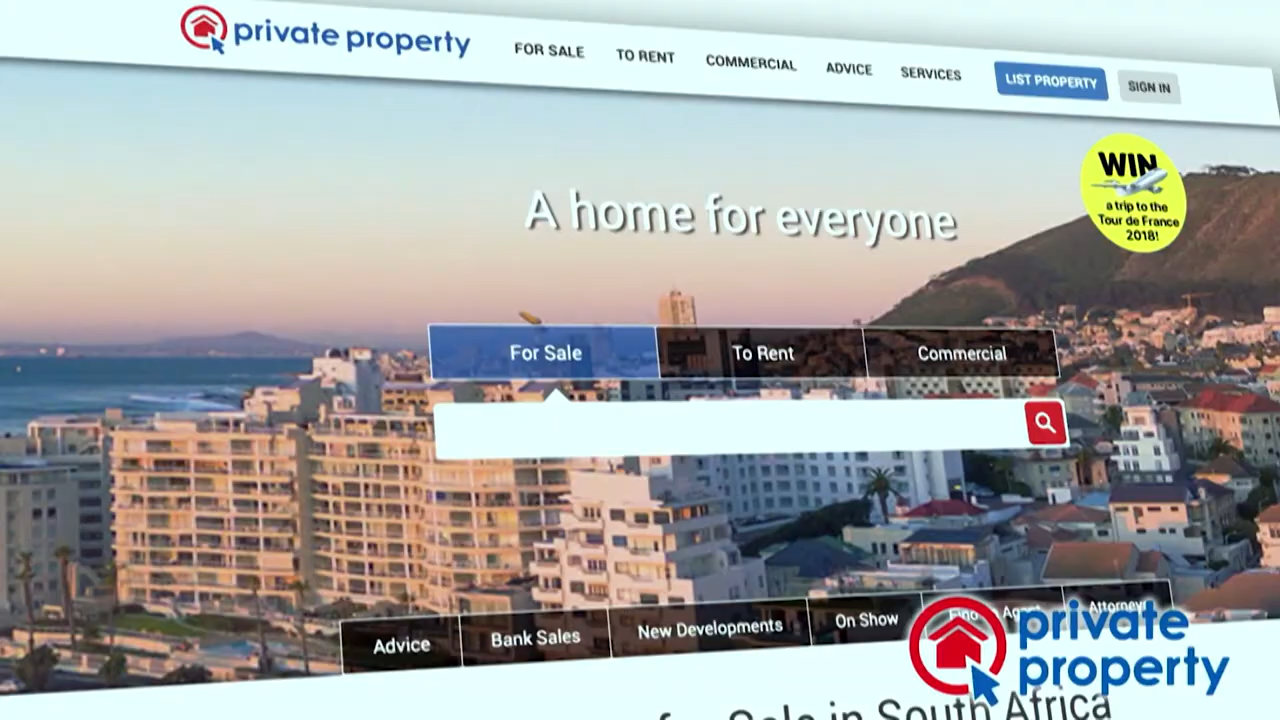 private property
FOR SALE
TO RENT
COMMERCIAL
ADVICE
SERVICES
LIST PROPERTY
SIGN IN
WIN
a trip to the
Tour de France
2018!
A home for everyone
For Sale
To Rent
Commercial
Advice
Bank Sales
New Developments
On Show
Attorneys
private
property
Sale in South Africa